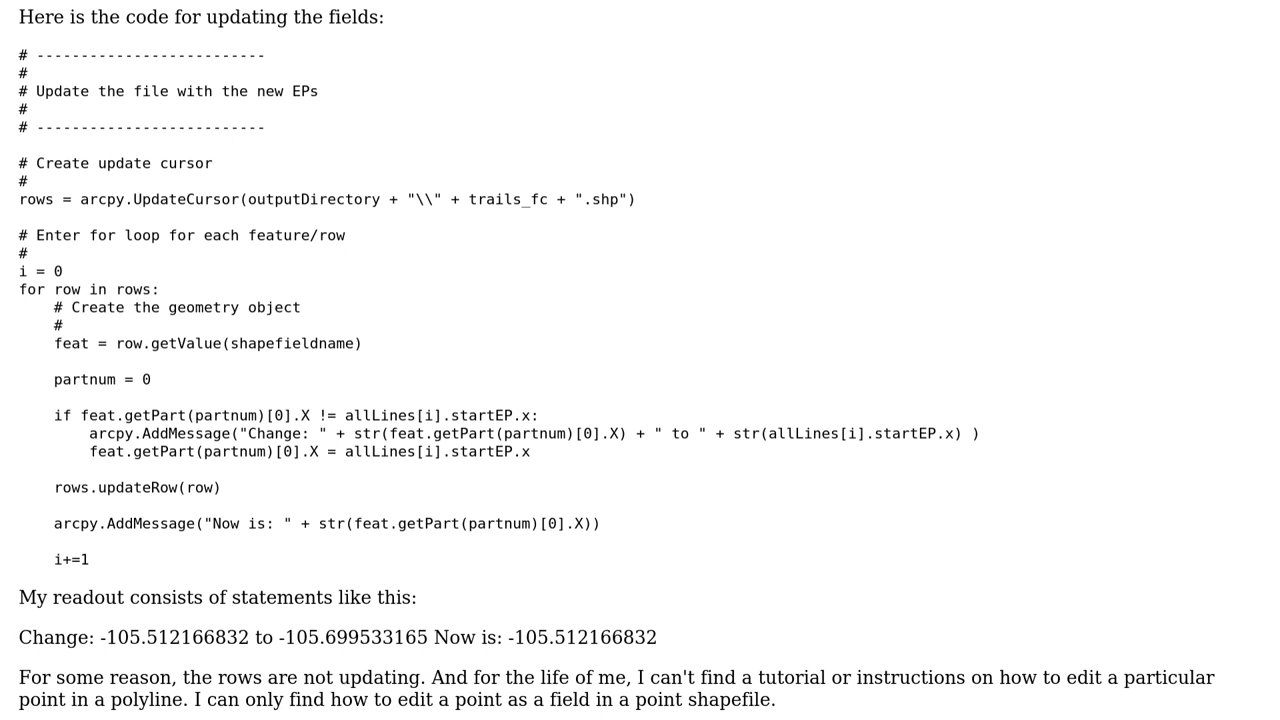 Here is the code for updating the fields:
# --------------------------
#
# Update the file with the new EPs
#
# --------------------------
# Create update cursor
#
rows = arcpy.UpdateCursor(outputDirectory + "\\" + trails_fc + ".shp")
# Enter for loop for each feature/row
#
i = 0
for row in rows:
    # Create the geometry object
    #
    feat = row.getValue(shapefieldname)
    partnum = 0
    if feat.getPart(partnum)[0].X != allLines[i].startEP.x:
        arcpy.AddMessage("Change: " + str(feat.getPart(partnum)[0].X) + " to " + str(allLines[i].startEP.x) )
        feat.getPart(partnum)[0].X = allLines[i].startEP.x
    rows.updateRow(row)
    arcpy.AddMessage("Now is: " + str(feat.getPart(partnum)[0].X))
    i+=1
My readout consists of statements like this:
Change: -105.512166832 to -105.699533165 Now is: -105.512166832
For some reason, the rows are not updating. And for the life of me, I can't find a tutorial or instructions on how to edit a particular
point in a polyline. I can only find how to edit a point as a field in a point shapefile.